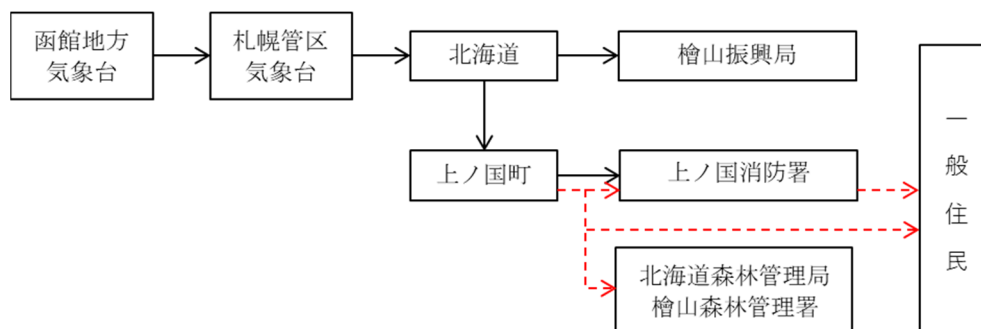 函館地方
気象台
札幌管区
気象台
北海道
檜山振興局
上ノ国町
上ノ国消防署
北海道森林管理局
檜山森林管理署
一般住民